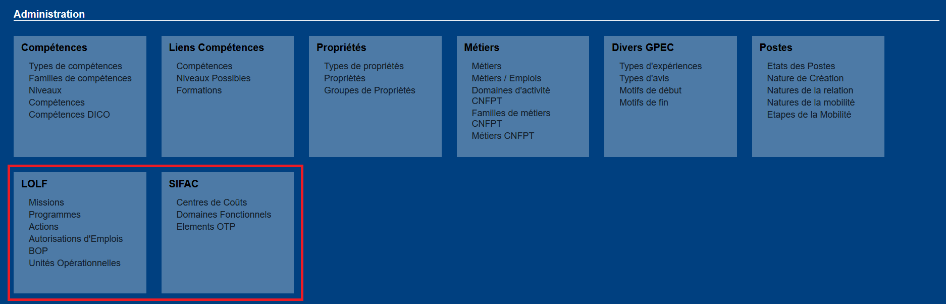 Administration
Compétences
Types de compétences
Familles de compétences
Niveaux
Compétences
Compétences DICO
Liens Compétences
Compétences
Niveaux Possibles
Formations
Propriétés
Types de propriétés
Propriétés
Groupes de Propriétés
Métiers
Métiers
Métiers / Emplois
Domaines d'activité
CNFPT
Familles de métiers
CNFPT
Métiers CNFPT
Divers GPEC
Types d'expériences
Types d'avis
Motifs de début
Motifs de fin
Postes
Etats des Postes
Nature de Création
Natures de la relation
Natures de la mobilité
Etapes de la Mobilité
LOLF
Missions
Programmes
Actions
Autorisations d'Emplois
BOP
Unités Opérationnelles
SIFAC
Centres de Coûts
Domaines Fonctionnels
Elements OTP